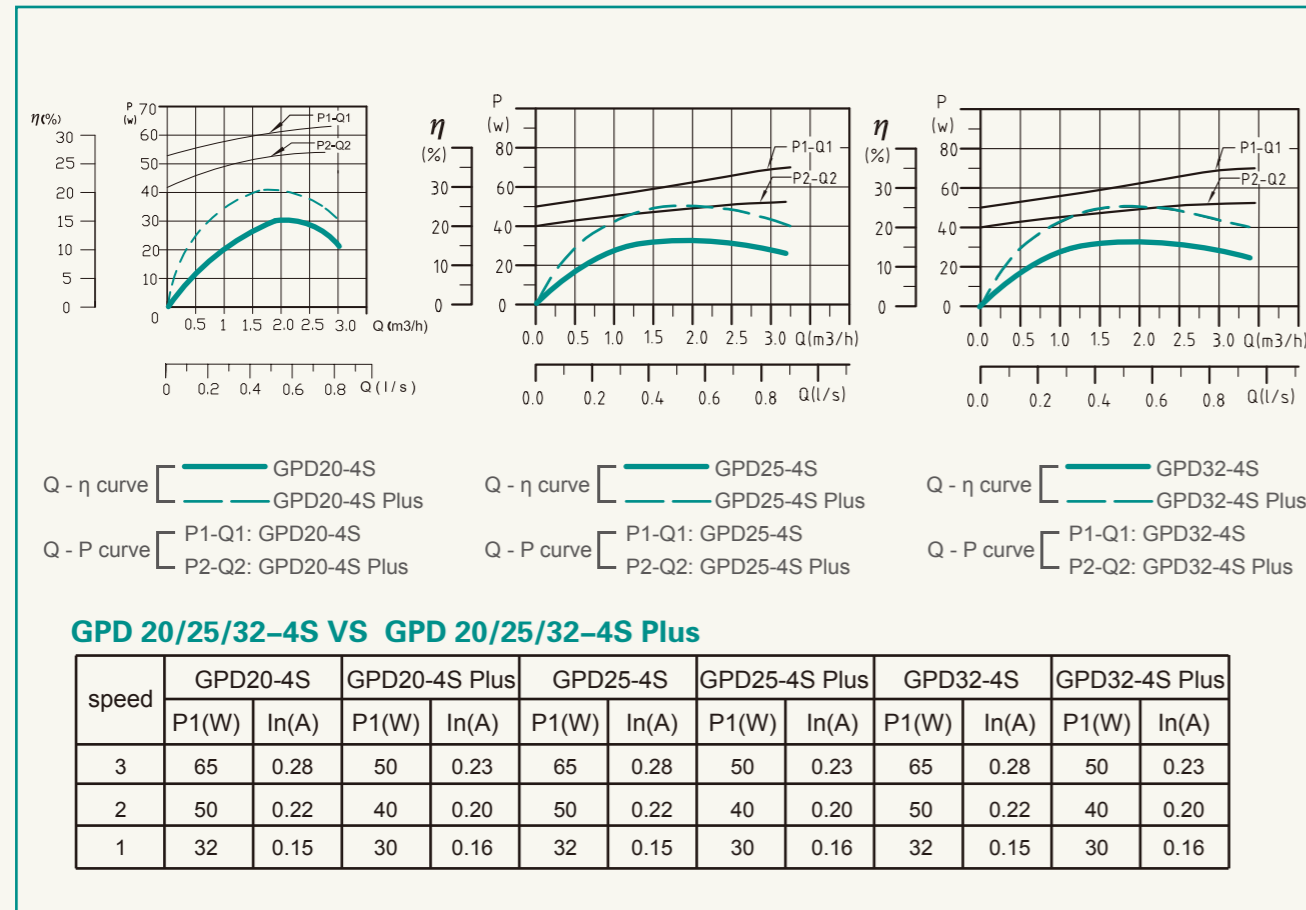 η(%)
30
25
20
15
10
5
0
P
(w)
70
60
50
40
30
20
10
0
P1-Q1
P2-Q2
0.5 1.0 1.5 2.0 2.5 3.0 Q(m3/h)
0 0.2 0.4 0.6 0.8 Q(l/s)
η
(%)
30
20
10
0
P
(w)
80
60
40
20
0
P1-Q1
P2-Q2
0.0 0.5 1.0 1.5 2.0 2.5 3.0 Q(m3/h)
0.0 0.2 0.4 0.6 0.8 Q(l/s)
η
(%)
30
20
10
0
P
(w)
80
60
40
20
0
P1-Q1
P2-Q2
0.0 0.5 1.0 1.5 2.0 2.5 3.0 Q(m3/h)
0.0 0.2 0.4 0.6 0.8 Q(l/s)
Q - η curve
GPD20-4S
GPD20-4S Plus
Q - P curve
P1-Q1: GPD20-4S
P2-Q2: GPD20-4S Plus
Q - η curve
GPD25-4S
GPD25-4S Plus
Q - P curve
P1-Q1: GPD25-4S
P2-Q2: GPD25-4S Plus
Q - η curve
GPD32-4S
GPD32-4S Plus
Q - P curve
P1-Q1: GPD32-4S
P2-Q2: GPD32-4S Plus
GPD 20/25/32–4S VS GPD 20/25/32–4S Plus
speed GPD20-4S GPD20-4S Plus GPD25-4S GPD25-4S Plus GPD32-4S GPD32-4S Plus
P1(W) In(A) P1(W) In(A) P1(W) In(A) P1(W) In(A) P1(W) In(A) P1(W) In(A)
3 65 0.28 50 0.23 65 0.28 50 0.23 65 0.28 50 0.23
2 50 0.22 40 0.20 50 0.22 40 0.20 50 0.22 40 0.20
1 32 0.15 30 0.16 32 0.15 30 0.16 32 0.15 30 0.16